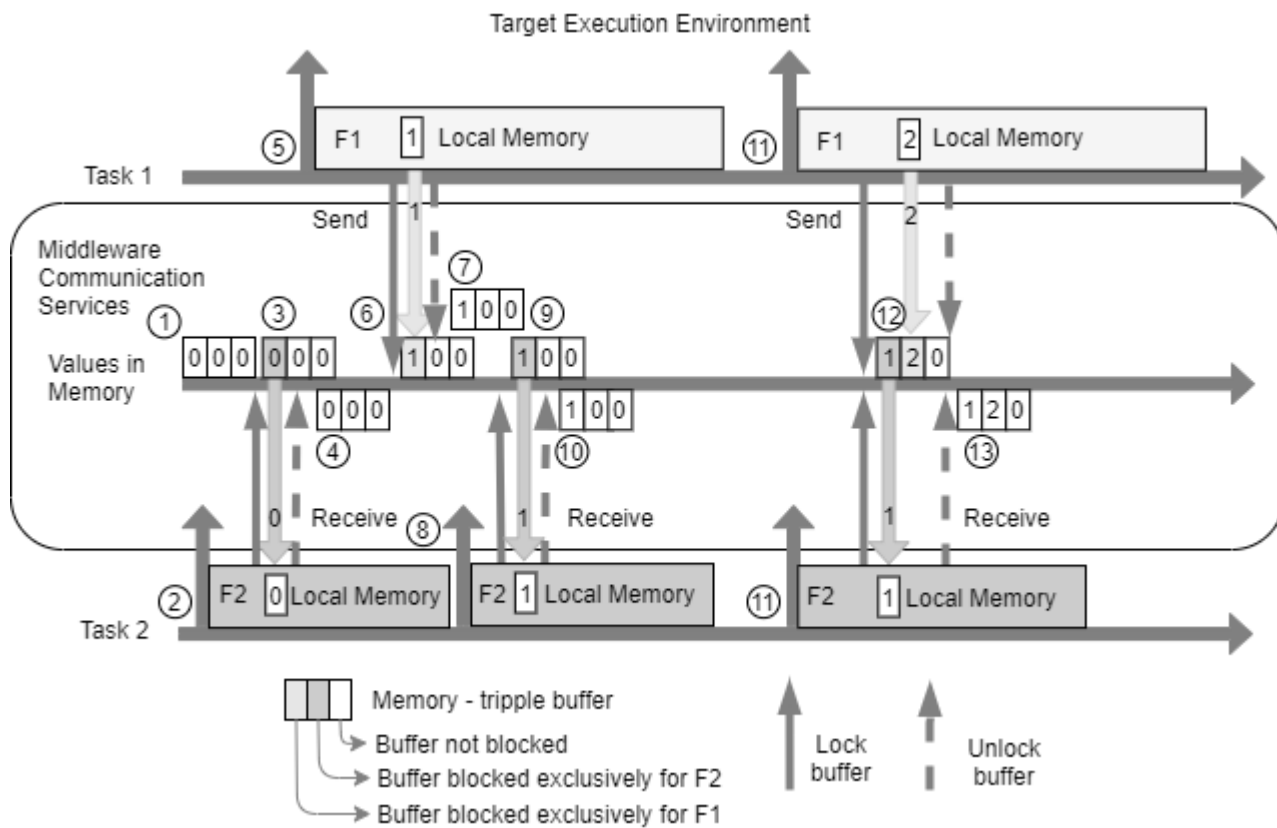 Target Execution Environment
5
F1 1 Local Memory
11
F1 2 Local Memory
Task 1
Send
1
Send
2
Middleware
Communication
Services
7
1 0 0
1
3
6
9
12
0 0 0
0 0 0
1 0 0
1 0 0
1 2 0
Values in
Memory
0 0 0
4
1 0 0
10
1 2 0
13
0
Receive
8
1
Receive
1
Receive
2
F2 0 Local Memory
F2 1 Local Memory
11
F2 1 Local Memory
Task 2
Memory - tripple buffer
Buffer not blocked
Buffer blocked exclusively for F2
Buffer blocked exclusively for F1
Lock
buffer
Unlock
buffer